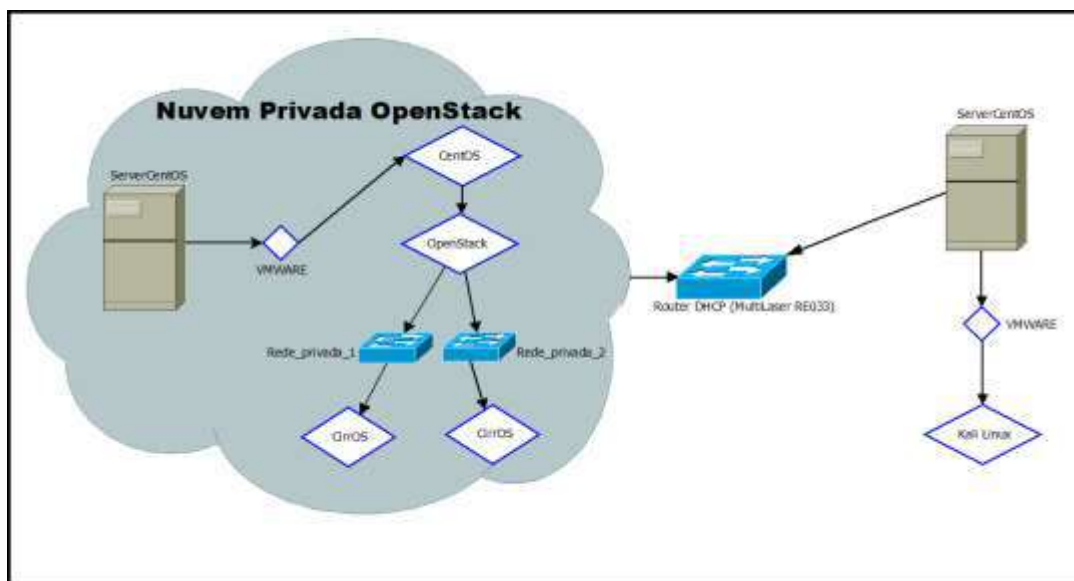 Nuvem Privada OpenStack
CentOS
ServerCentOS
VMWARE
OpenStack
Rede_privada_1
Rede_privada_2
CirrOS
CirrOS
Router DHCP (MultiLaser RE033)
ServerCentOS
VMWARE
Kali Linux